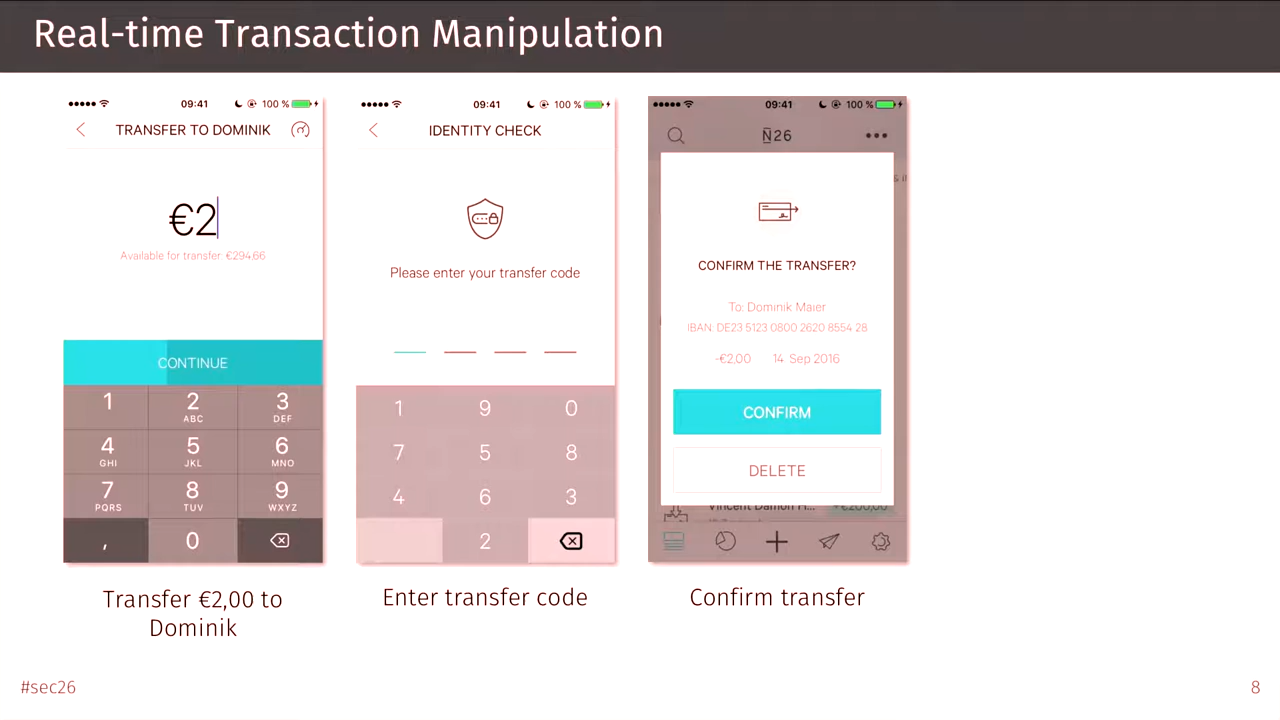 Real-time Transaction Manipulation
09:41
100 %
TRANSFER TO DOMINIK
€2
Available for transfer: €294,66
CONTINUE
1
2
3
ABC
DEF
4
5
6
GHI
JKL
MNO
7
8
9
PQRS
TUV
WXYZ
,
0
Transfer €2,00 to
Dominik
09:41
100 %
IDENTITY CHECK
Please enter your transfer code
1
9
0
7
5
8
4
6
3
2
Enter transfer code
09:41
100 %
N26
CONFIRM THE TRANSFER?
To: Dominik Maier
IBAN: DE23 5123 0800 2620 8554 28
-€2,00
14. Sep 2016
CONFIRM
DELETE
Confirm transfer
#sec26
8